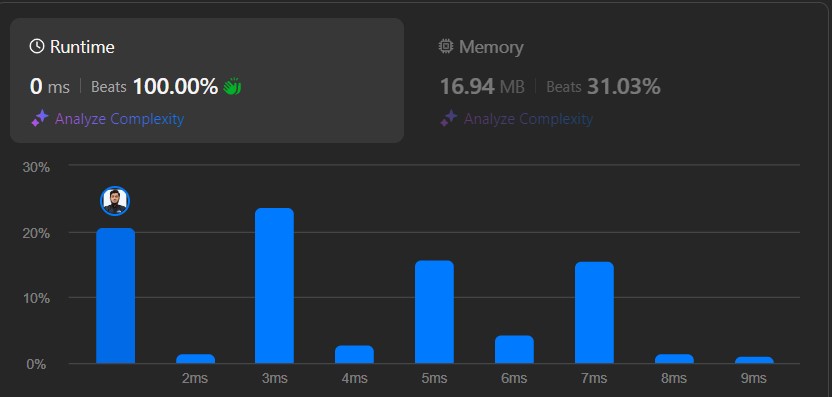 Runtime
0 ms | Beats 100.00%
Analyze Complexity
Memory
16.94 MB | Beats 31.03%
Analyze Complexity
30%
20%
10%
0%
2ms 3ms 4ms 5ms 6ms 7ms 8ms 9ms